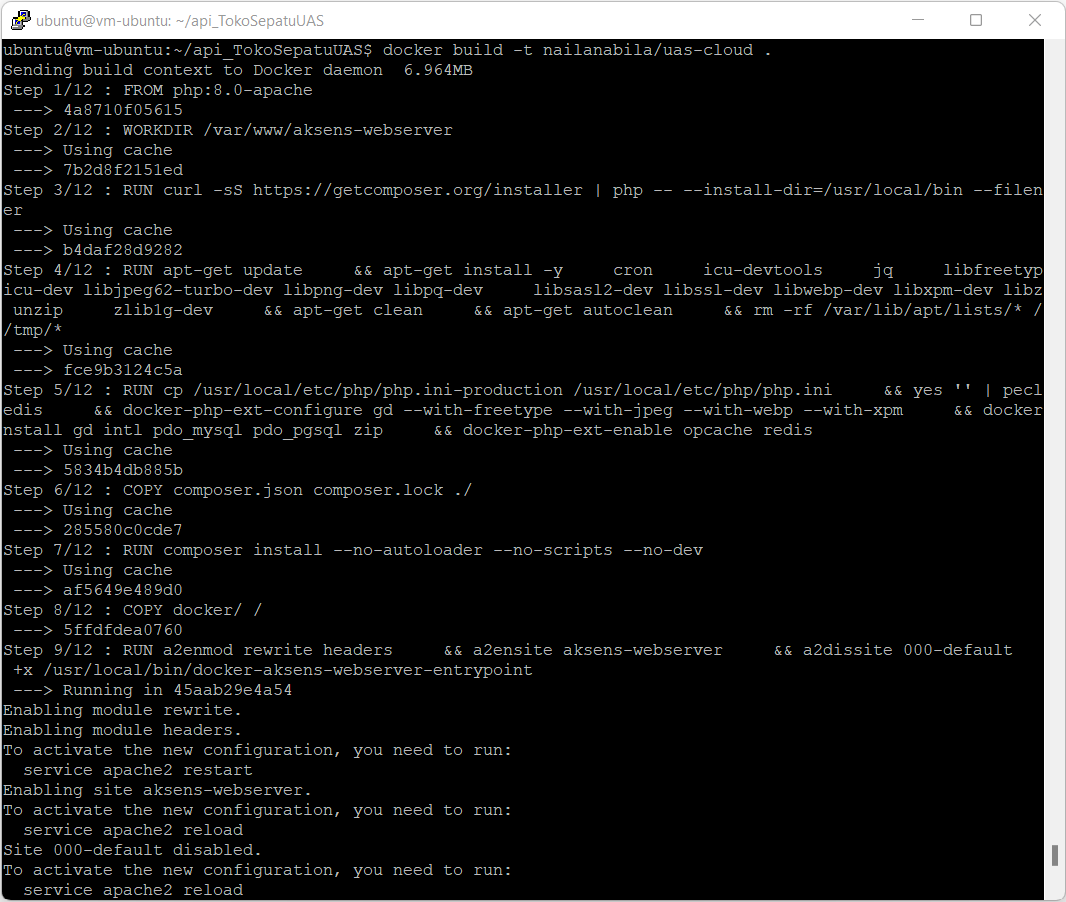 ubuntu@vm-ubuntu: ~/api_TokoSepatuUAS
ubuntu@vm-ubuntu:~/api_TokoSepatuUAS$ docker build -t nailanabila/uas-cloud .
Sending build context to Docker daemon  6.964MB
Step 1/12 : FROM php:8.0-apache
 ---> 4a8710f05615
Step 2/12 : WORKDIR /var/www/aksens-webserver
 ---> Using cache
 ---> 7b2d8f2151ed
Step 3/12 : RUN curl -sS https://getcomposer.org/installer | php -- --install-dir=/usr/local/bin --filen
er
 ---> Using cache
 ---> b4daf28d9282
Step 4/12 : RUN apt-get update     && apt-get install -y     cron     icu-devtools     jq     libfreetyp
icu-dev libjpeg62-turbo-dev libpng-dev libpq-dev     libsasl2-dev libssl-dev libwebp-dev libxpm-dev libz
 unzip     zlib1g-dev     && apt-get clean     && apt-get autoclean     && rm -rf /var/lib/apt/lists/* /
/tmp/*
 ---> Using cache
 ---> fce9b3124c5a
Step 5/12 : RUN cp /usr/local/etc/php/php.ini-production /usr/local/etc/php/php.ini     && yes '' | pecl
edis     && docker-php-ext-configure gd --with-freetype --with-jpeg --with-webp --with-xpm     && docker
nstall gd intl pdo_mysql pdo_pgsql zip     && docker-php-ext-enable opcache redis
 ---> Using cache
 ---> 5834b4db885b
Step 6/12 : COPY composer.json composer.lock ./
 ---> Using cache
 ---> 285580c0cde7
Step 7/12 : RUN composer install --no-autoloader --no-scripts --no-dev
 ---> Using cache
 ---> af5649e489d0
Step 8/12 : COPY docker/ /
 ---> 5ffdfdea0760
Step 9/12 : RUN a2enmod rewrite headers     && a2ensite aksens-webserver     && a2dissite 000-default
 +x /usr/local/bin/docker-aksens-webserver-entrypoint
 ---> Running in 45aab29e4a54
Enabling module rewrite.
Enabling module headers.
To activate the new configuration, you need to run:
  service apache2 restart
Enabling site aksens-webserver.
To activate the new configuration, you need to run:
  service apache2 reload
Site 000-default disabled.
To activate the new configuration, you need to run:
  service apache2 reload